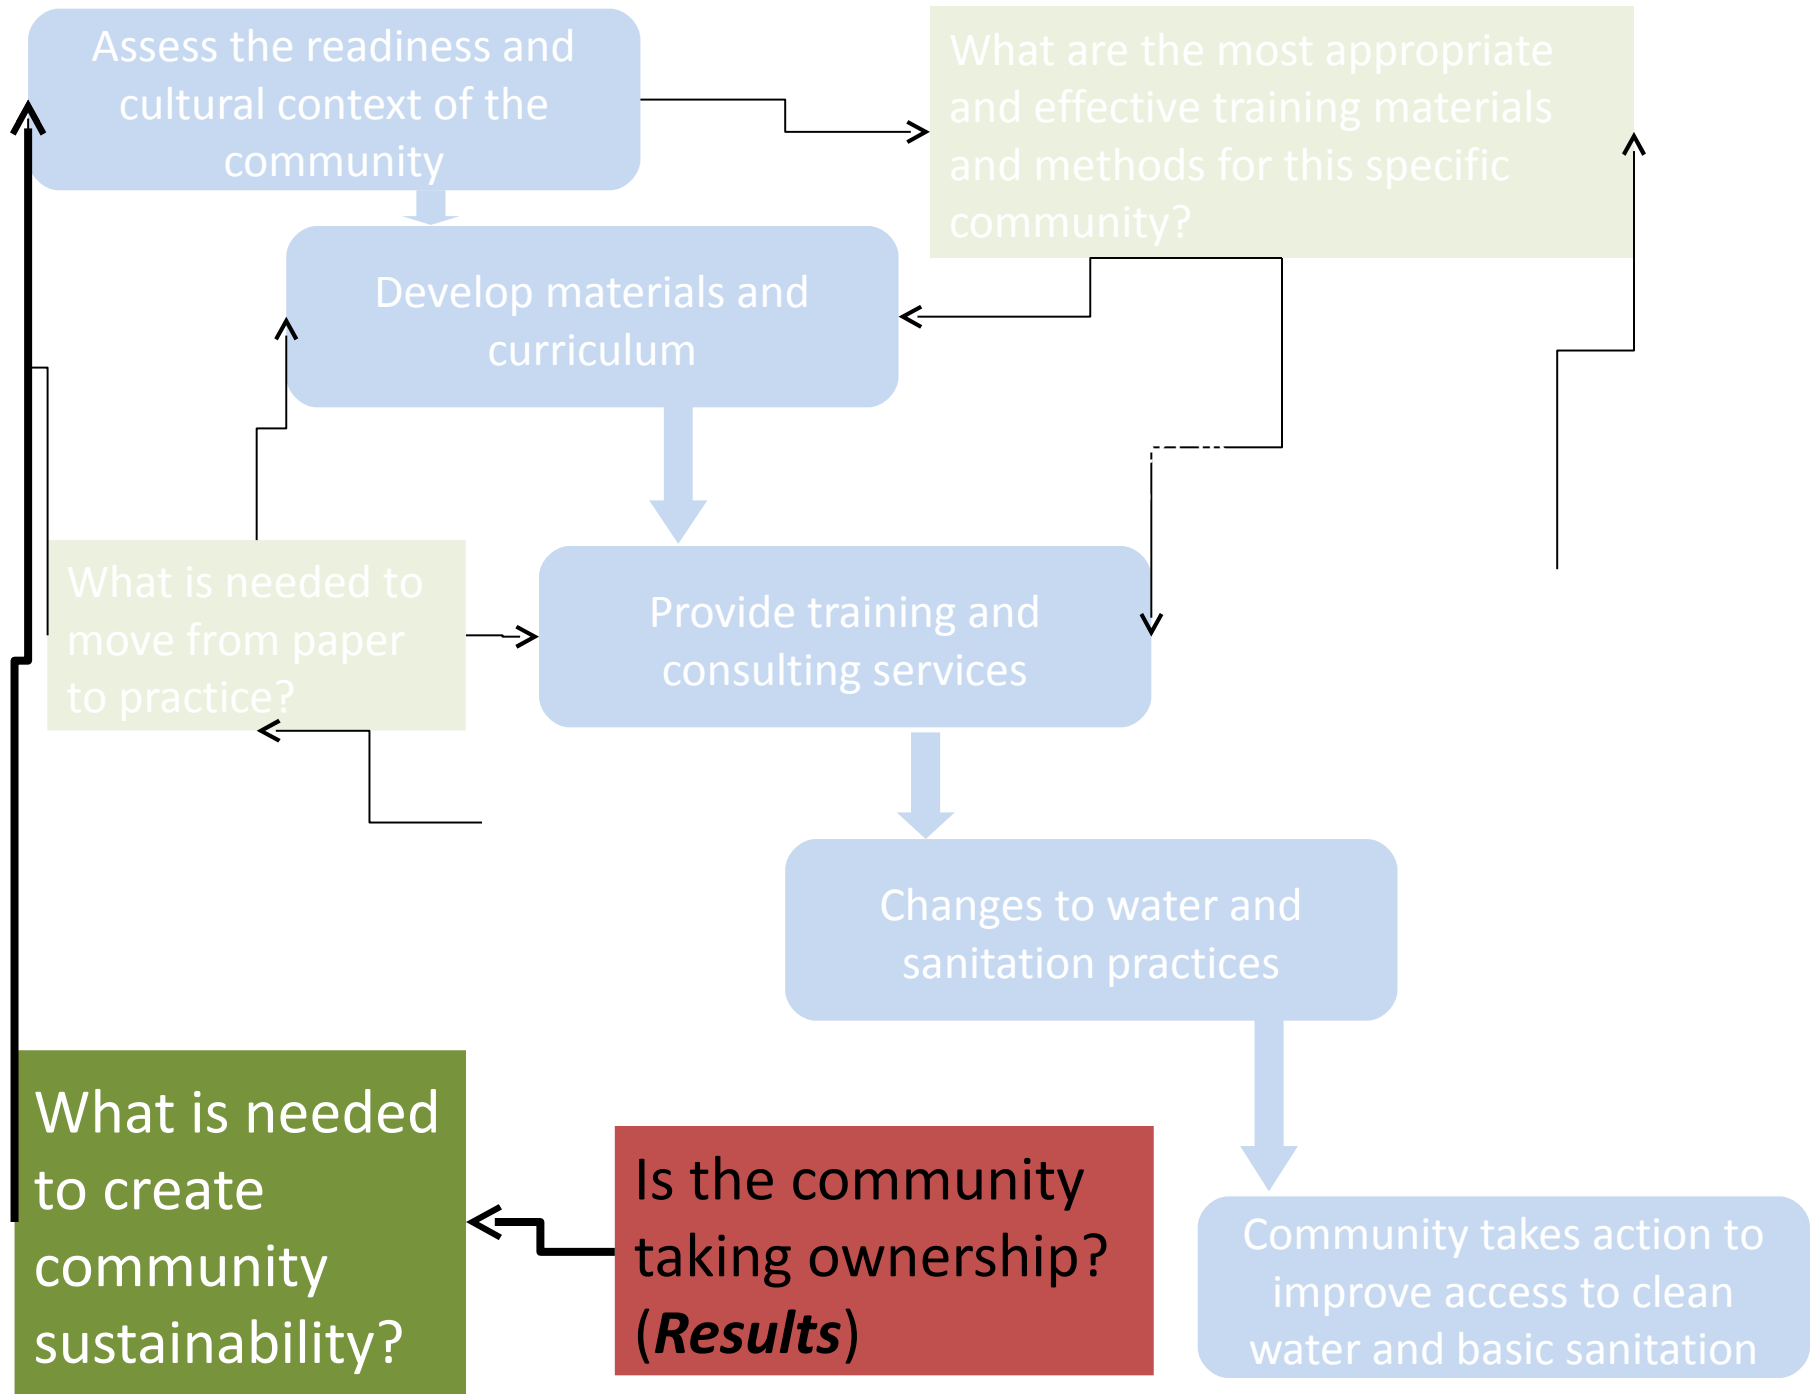 Assess the readiness and
cultural context of the
community
What are the most appropriate
and effective training materials
and methods for this specific
community?
Develop materials and
curriculum
What is needed to
move from paper
to practice?
Provide training and
consulting services
Changes to water and
sanitation practices
What is needed
to create
community
sustainability?
Is the community
taking ownership?
(Results)
Community takes action to
improve access to clean
water and basic sanitation